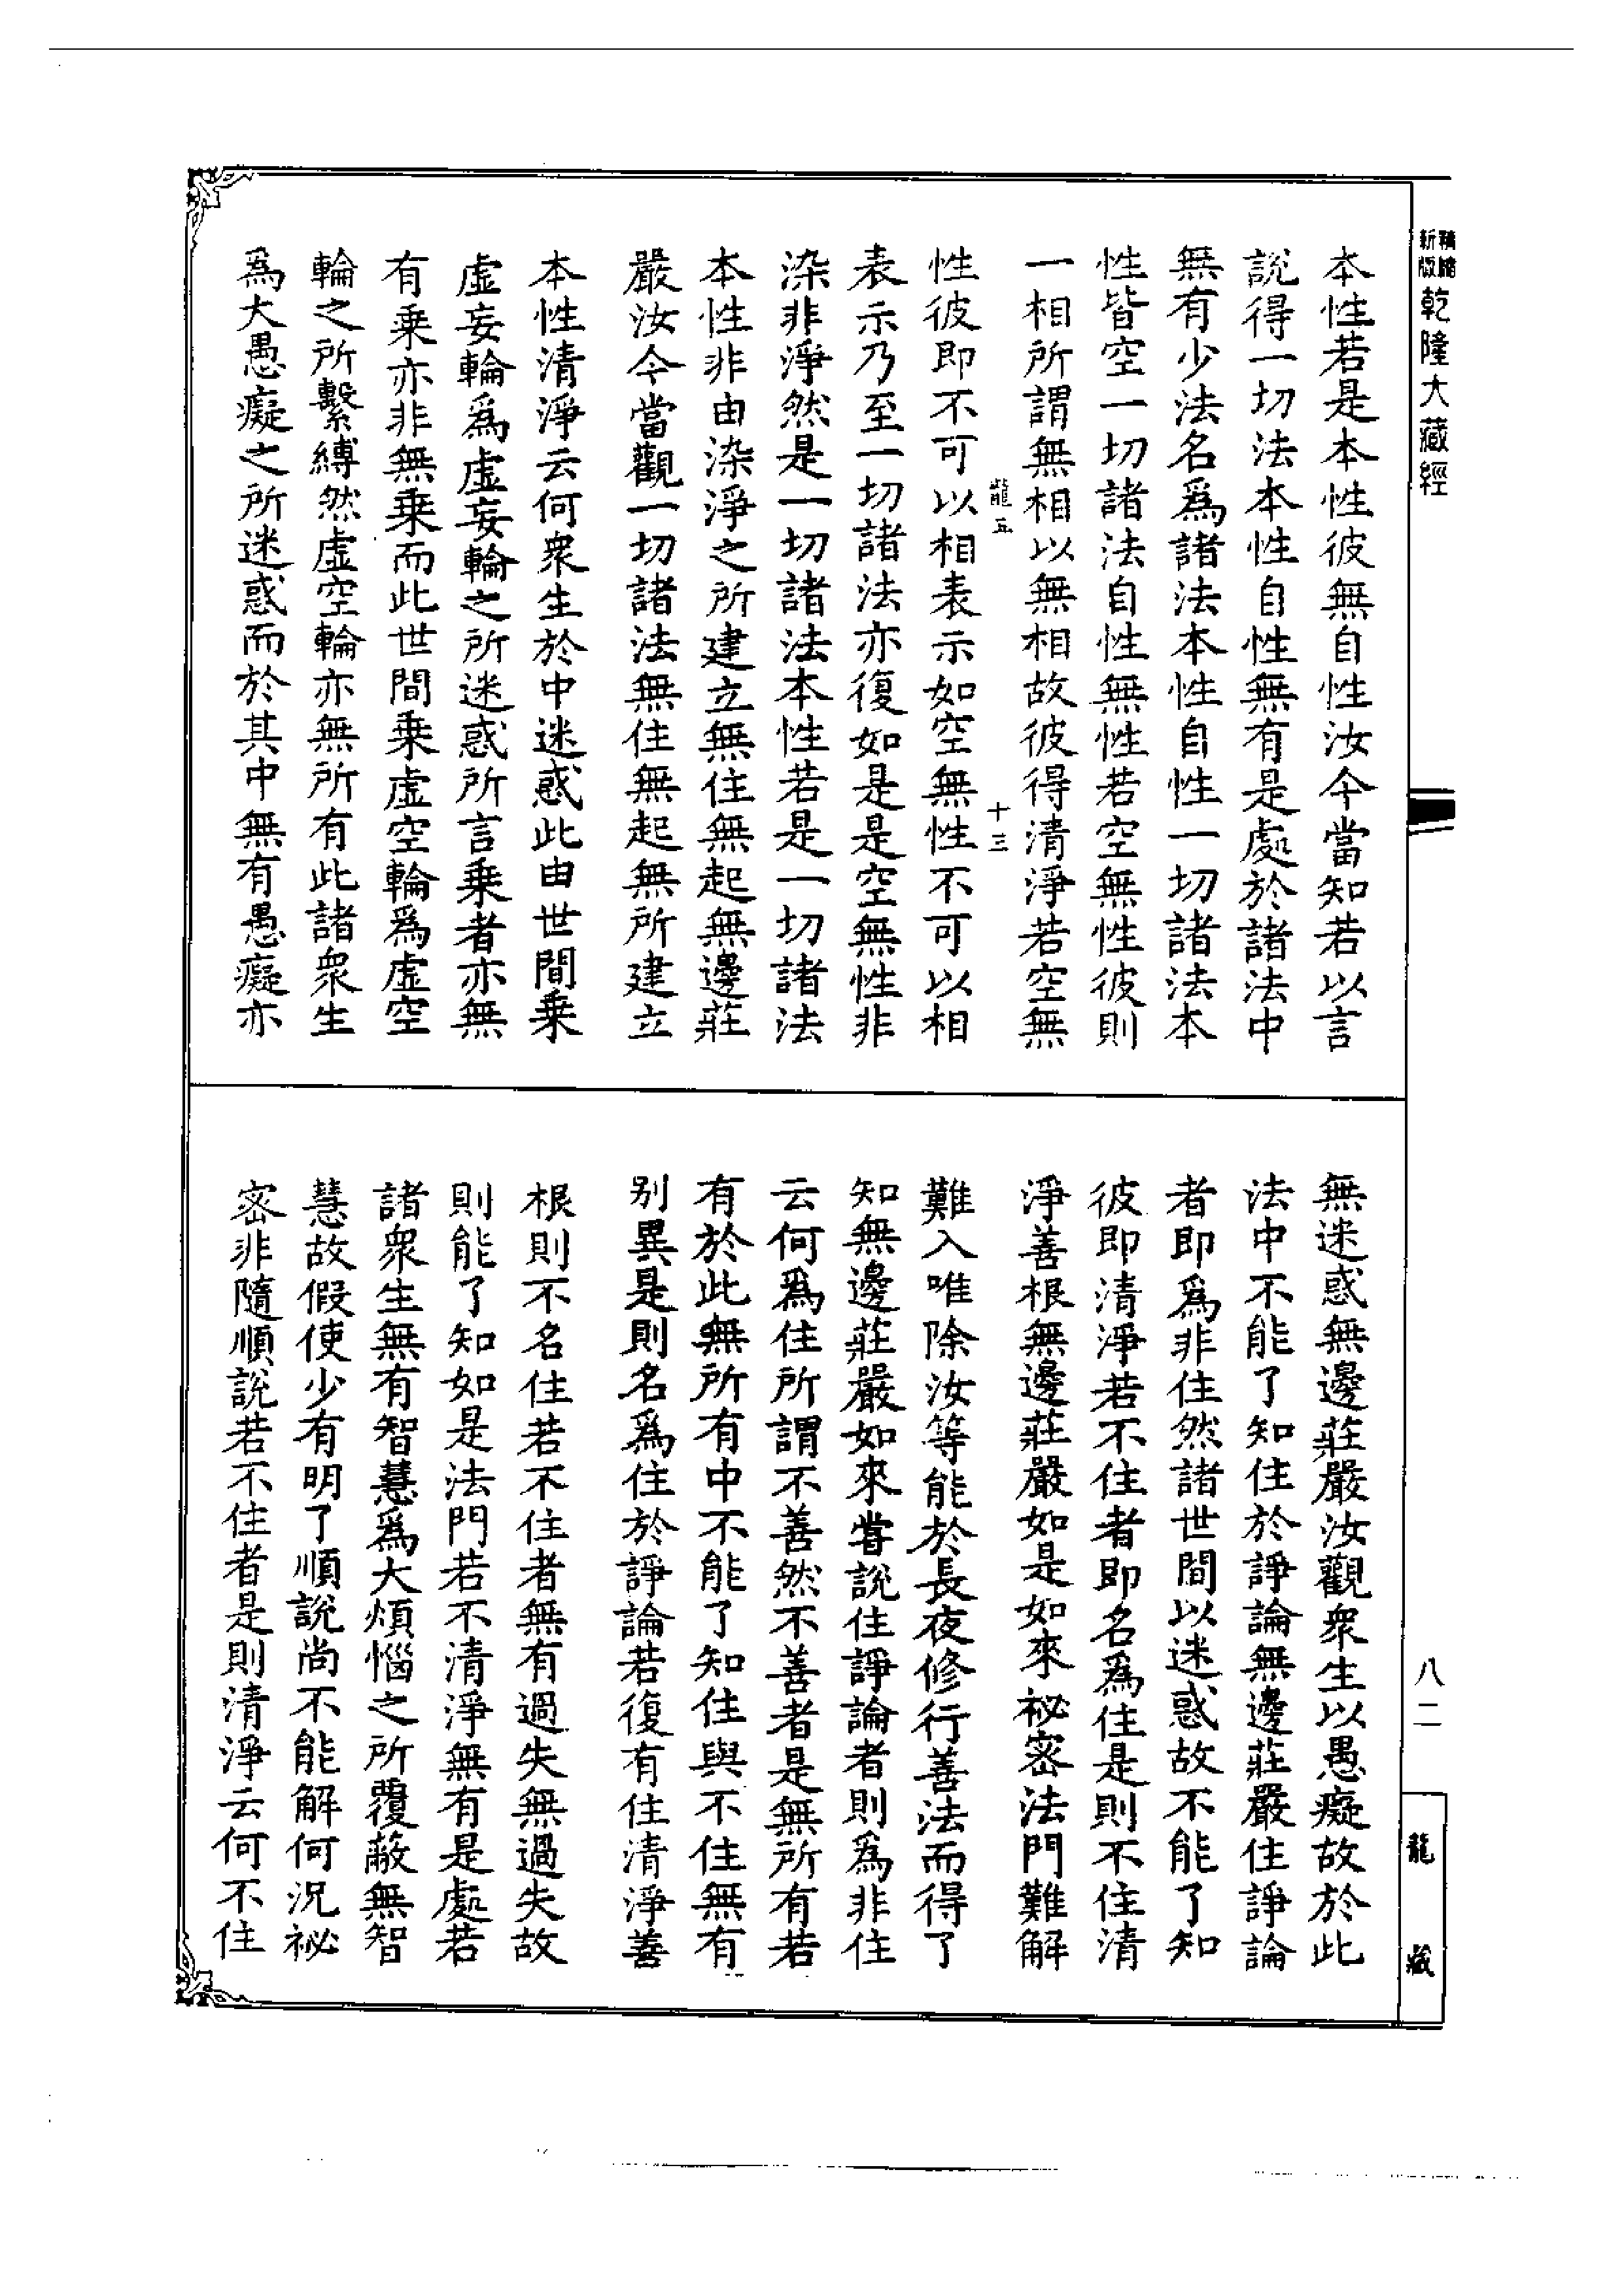 新版 精縮 乾隆大藏經
本性若是本性彼無自性汝今當知若以言
說得一切法本性自性無有是處於諸法中
無有少法名爲諸法本性自性一切諸法本
性皆空一切諸法自性無性若空無性彼則
一相所謂無相以無相故彼得清淨若空無
龍五 十三
性彼即不可以相表示如空無性不可以相
表示乃至一切諸法亦復如是是空無性非
染非淨然是一切諸法本性若是一切諸法
本性非由染淨之所建立無住無起無邊莊
嚴汝今當觀一切諸法無住無起無所建立
本性清淨云何衆生於中迷惑此由世間乗
虚妄輪爲虚妄輪之所迷惑所言乗者亦無
有乗亦非無乗而此世間乗虚空輪爲虚空
輪之所繫縛然虚空輪亦無所有此諸衆生
爲大愚癡之所迷惑而於其中無有愚癡亦
無迷惑無邊莊嚴汝觀衆生以愚癡故於此
法中不能了知住於諍論無邊莊嚴住諍論
者即爲非住然諸世間以迷惑故不能了知
彼即清淨若不住者即名爲住是則不住清
淨善根無邊莊嚴如是如來祕密法門難解
難入唯除汝等能於長夜修行善法而得了
知無邊莊嚴如來甞說住諍論者則爲非住
云何爲住所謂不善然不善者是無所有若
有於此無所有中不能了知住與不住無有
別異是則名爲住於諍論若復有住清淨善
根則不名住若不住者無有過失無過失故
則能了知如是法門若不清淨無有是處若
諸衆生無有智慧爲大煩惱之所覆蔽無智
慧故假使少有明了順說尚不能解何況祕
密非隨順說若不住者是則清淨云何不住
八二
龍藏